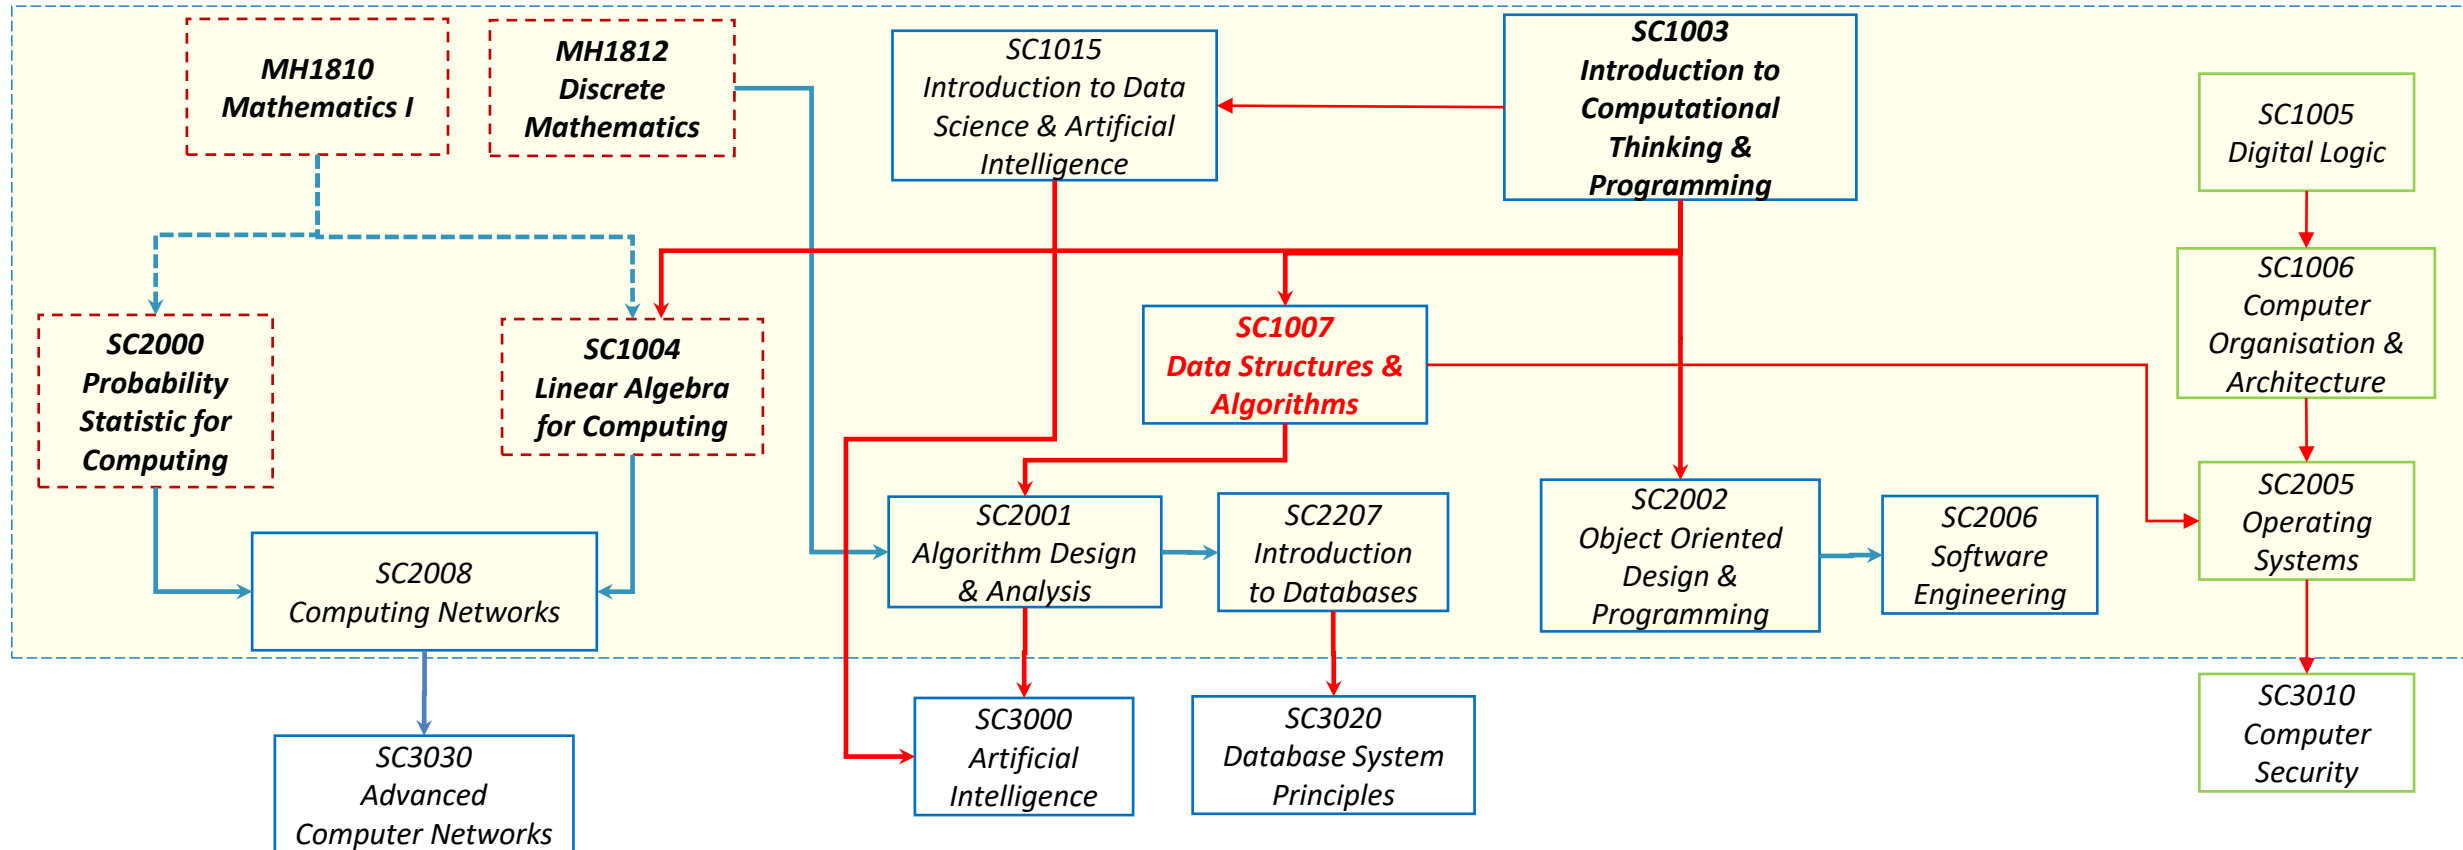 MH1810
Mathematics I
MH1812
Discrete
Mathematics
SC1015
Introduction to Data
Science & Artificial
Intelligence
SC1003
Introduction to
Computational
Thinking &
Programming
SC1005
Digital Logic
SC2000
Probability
Statistic for
Computing
SC1004
Linear Algebra
for Computing
SC1007
Data Structures &
Algorithms
SC1006
Computer
Organisation &
Architecture
SC2008
Computing Networks
SC2001
Algorithm Design
& Analysis
SC2207
Introduction
to Databases
SC2002
Object Oriented
Design &
Programming
SC2006
Software
Engineering
SC2005
Operating
Systems
SC3030
Advanced
Computer Networks
SC3000
Artificial
Intelligence
SC3020
Database System
Principles
SC3010
Computer
Security